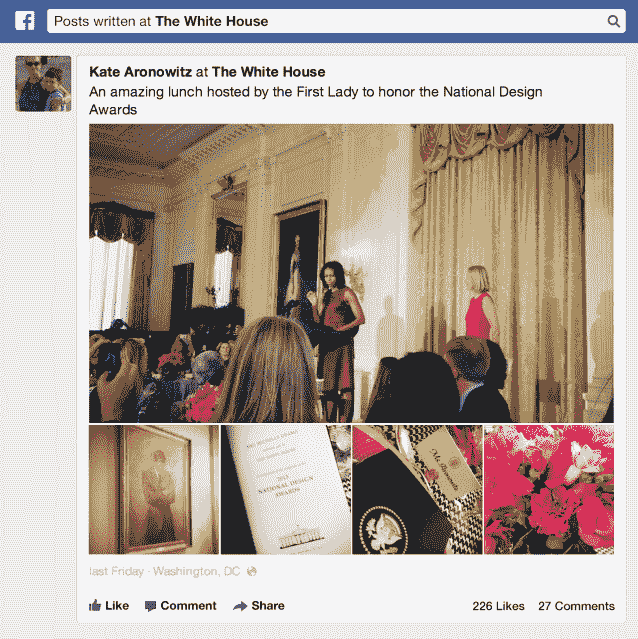 Posts written at The White House
Kate Aronowitz at The White House
An amazing lunch hosted by the First Lady to honor the National Design
Awards
NATIONAL DESIGN
AWARDS
last Friday · Washington, DC
Like Comment Share 226 Likes 27 Comments